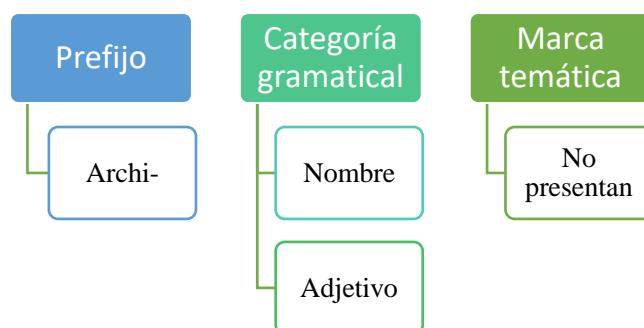 Prefijo
Archi-
Categoría
gramatical
Nombre
Adjetivo
Marca
temática
No
presentan